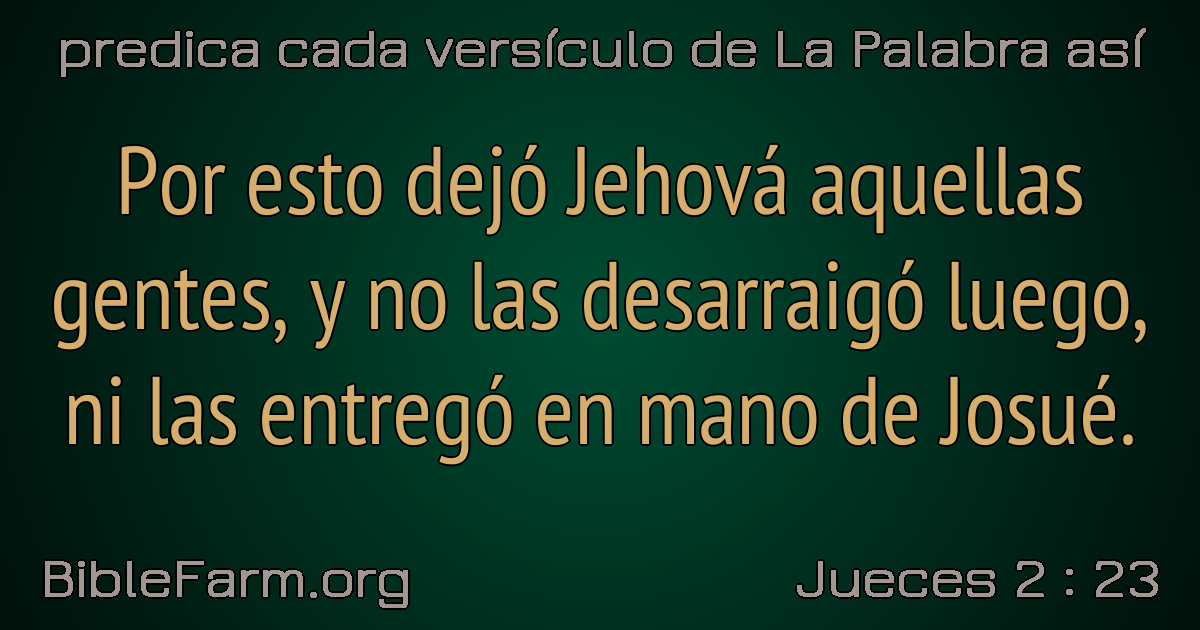 predica cada versículo de La Palabra así
Por esto dejó Jehová aquellas
gentes, y no las desarraigó luego,
ni las entregó en mano de Josué.
BibleFarm.org
Jueces 2 : 23